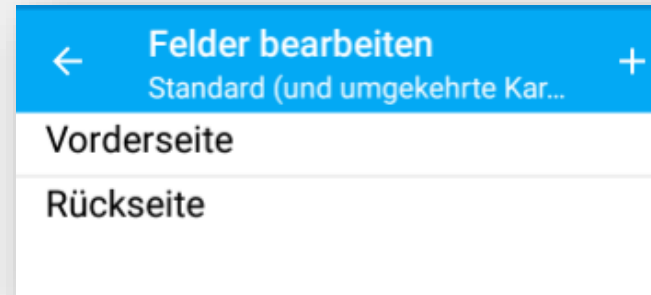 Felder bearbeiten
Standard (und umgekehrte Kar...
Vorderseite
Rückseite